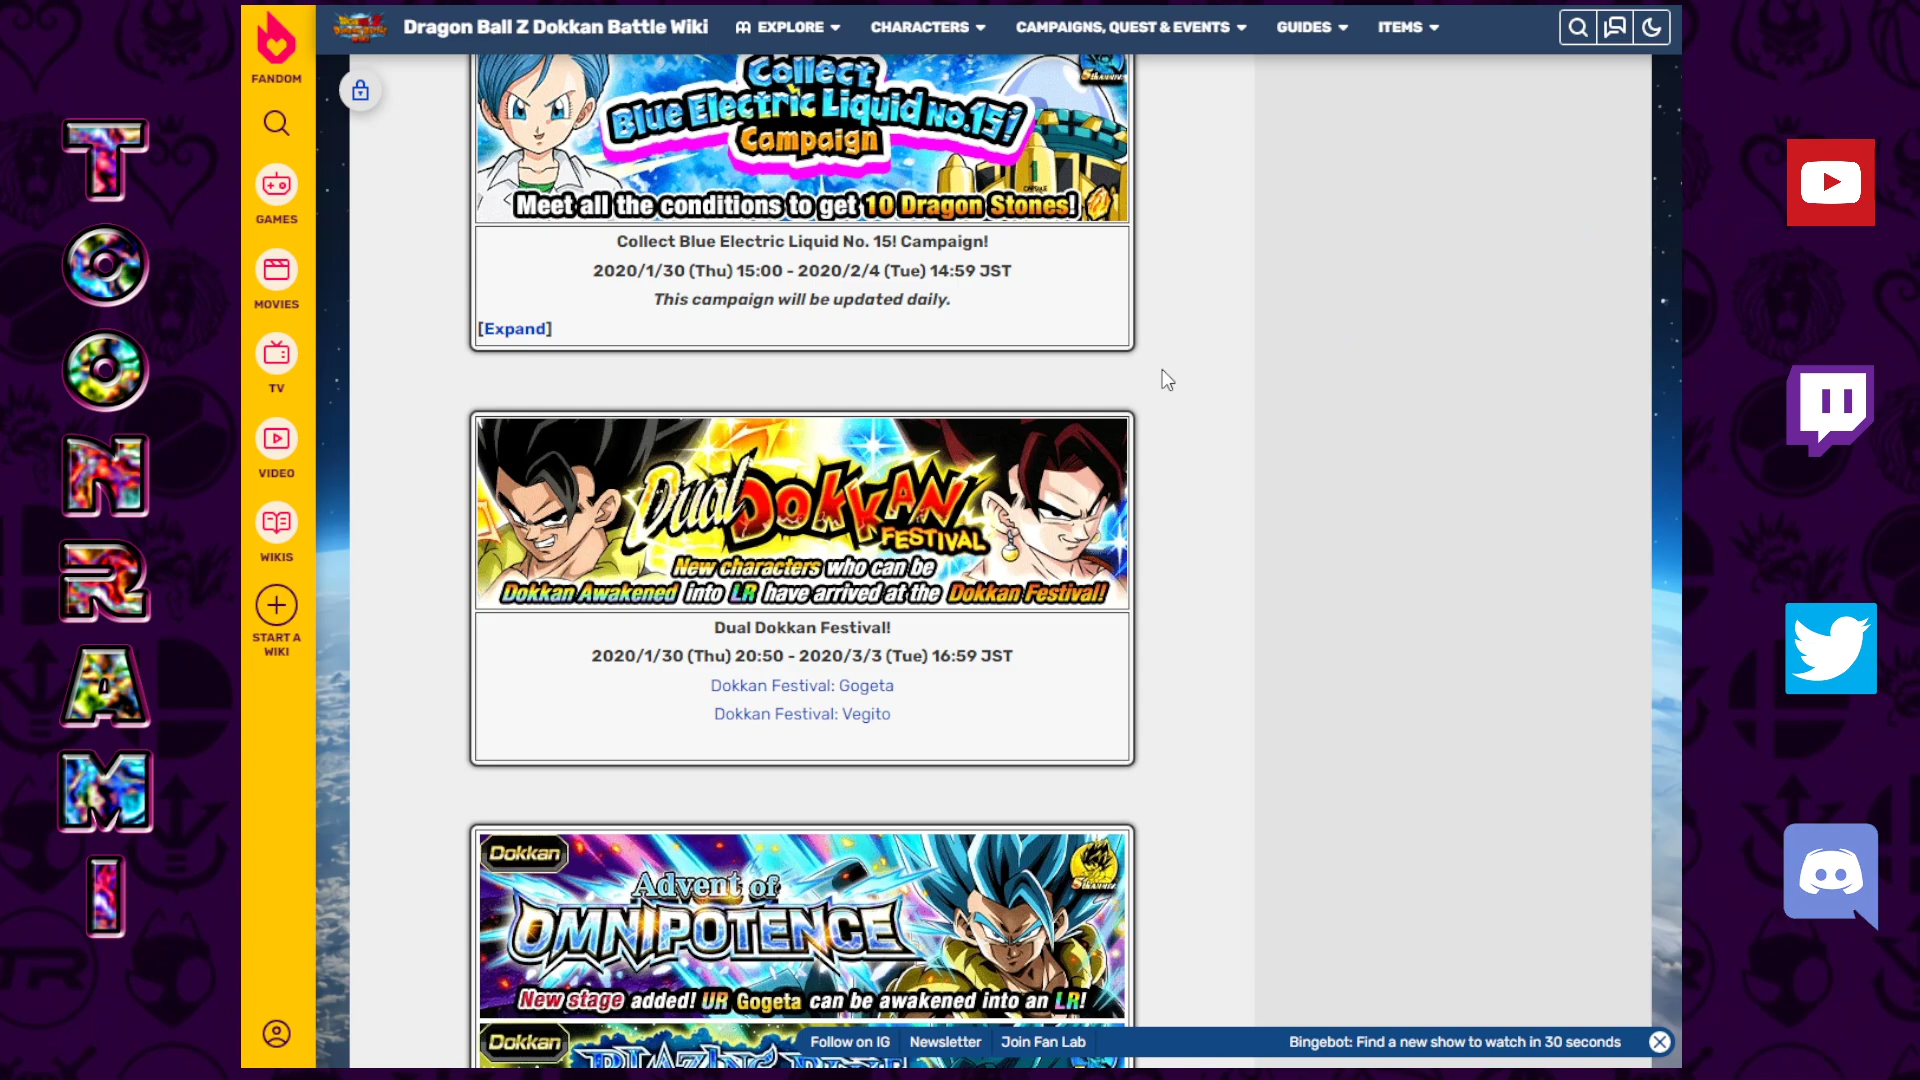 TOONRAMI
FANDOM
GAMES
MOVIES
TV
VIDEO
WIKIS
START A
WIKI
Dragon Ball Z Dokkan Battle Wiki
EXPLORE
CHARACTERS
CAMPAIGNS, QUEST & EVENTS
GUIDES
ITEMS
Collect
Blue Electric Liquid No.15!
Campaign
Meet all the conditions to get 10 Dragon Stones!
Collect Blue Electric Liquid No. 15! Campaign!
2020/1/30 (Thu) 15:00 - 2020/2/4 (Tue) 14:59 JST
This campaign will be updated daily.
[Expand]
Dual DOKKAN
FESTIVAL
New characters who can be
Dokkan Awakened into LR have arrived at the Dokkan Festival!
Dual Dokkan Festival!
2020/1/30 (Thu) 20:50 - 2020/3/3 (Tue) 16:59 JST
Dokkan Festival: Gogeta
Dokkan Festival: Vegito
Dokkan
Advent of
OMNIPOTENCE
New stage added! UR Gogeta can be awakened into an LR!
Dokkan
Follow on IG
Newsletter
Join Fan Lab
Bingebot: Find a new show to watch in 30 seconds